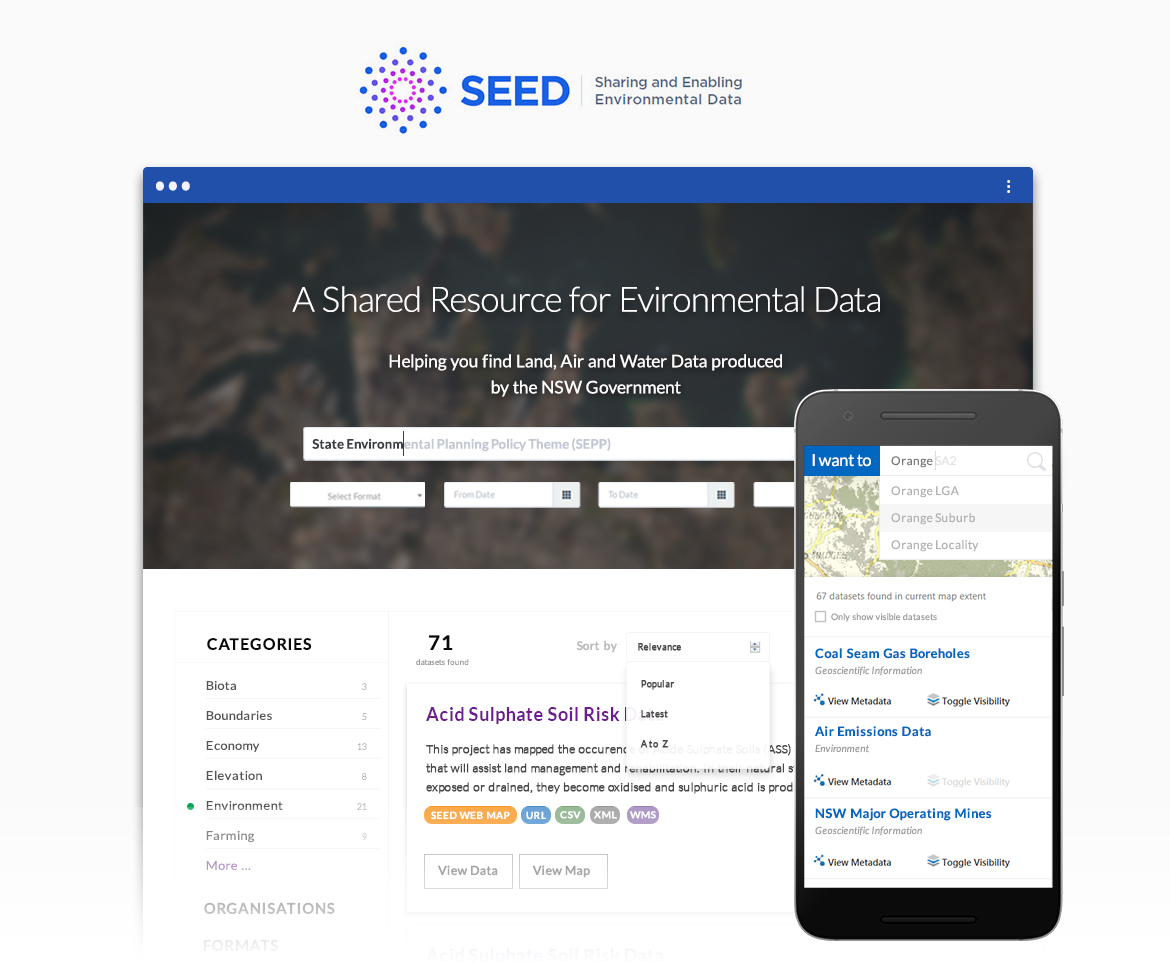 SEED
Sharing and Enabling
Environmental Data
A Shared Resource for Evironmental Data
Helping you find Land, Air and Water Data produced
by the NSW Government
State Environmental Planning Policy Theme (SEPP)
Select Format
From Date
To Date
CATEGORIES
Biota 3
Boundaries 5
Economy 13
Elevation 8
Environment 21
Farming 9
More ...
ORGANISATIONS
FORMATS
71
datasets found
Sort by
Relevance
Popular
Latest
A to Z
Acid Sulphate Soil Risk D
This project has mapped the occurence of Acide Sulphate Soils (ASS)
that will assist land management and rehabilitation. In their natural
exposed or drained, they become oxidised and sulphuric acid is prod
SEED WEB MAP URL CSV XML WMS
View Data View Map
Acid Sulphate Soil Risk Data
I want to
Orange SA2
Orange LGA
Orange Suburb
Orange Locality
67 datasets found in current map extent
Only show visible datasets
Coal Seam Gas Boreholes
Geoscientific Information
View Metadata Toggle Visibility
Air Emissions Data
Environment
View Metadata Toggle Visibility
NSW Major Operating Mines
Geoscientific Information
View Metadata Toggle Visibility